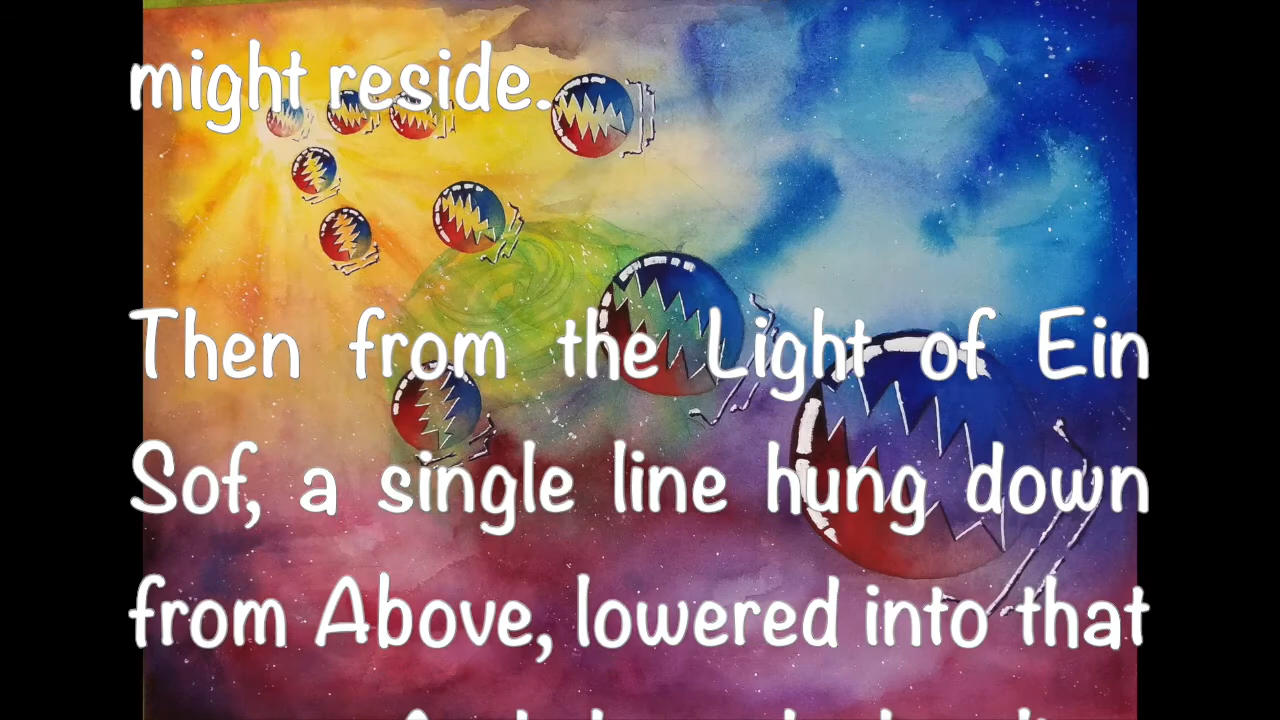 might reside.
Then from the Light of Ein
Sof, a single line hung down
from Above, lowered into that